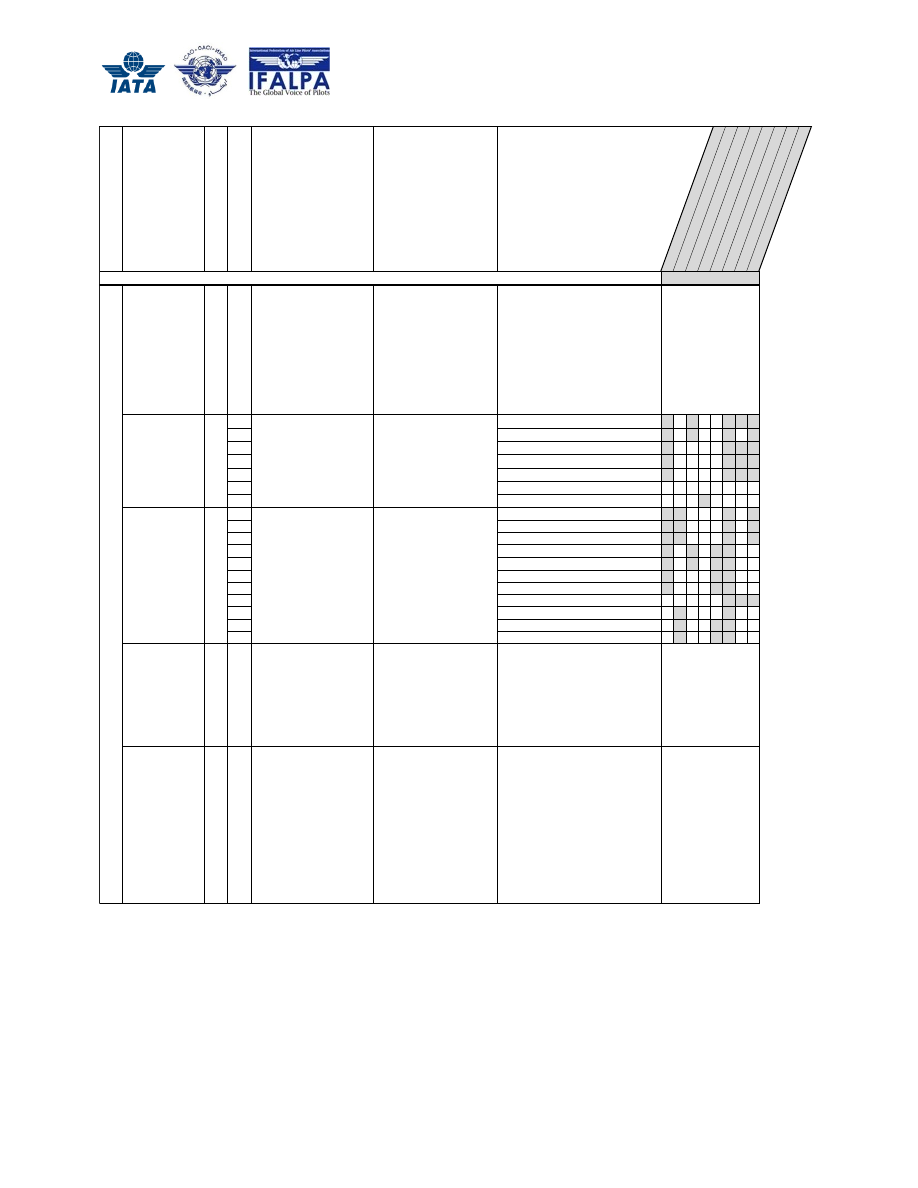 IATA
ICAO · OACI · ИКАО
International Federation of Air Line Pilots' Associations
IFALPA
The Global Voice of Pilots